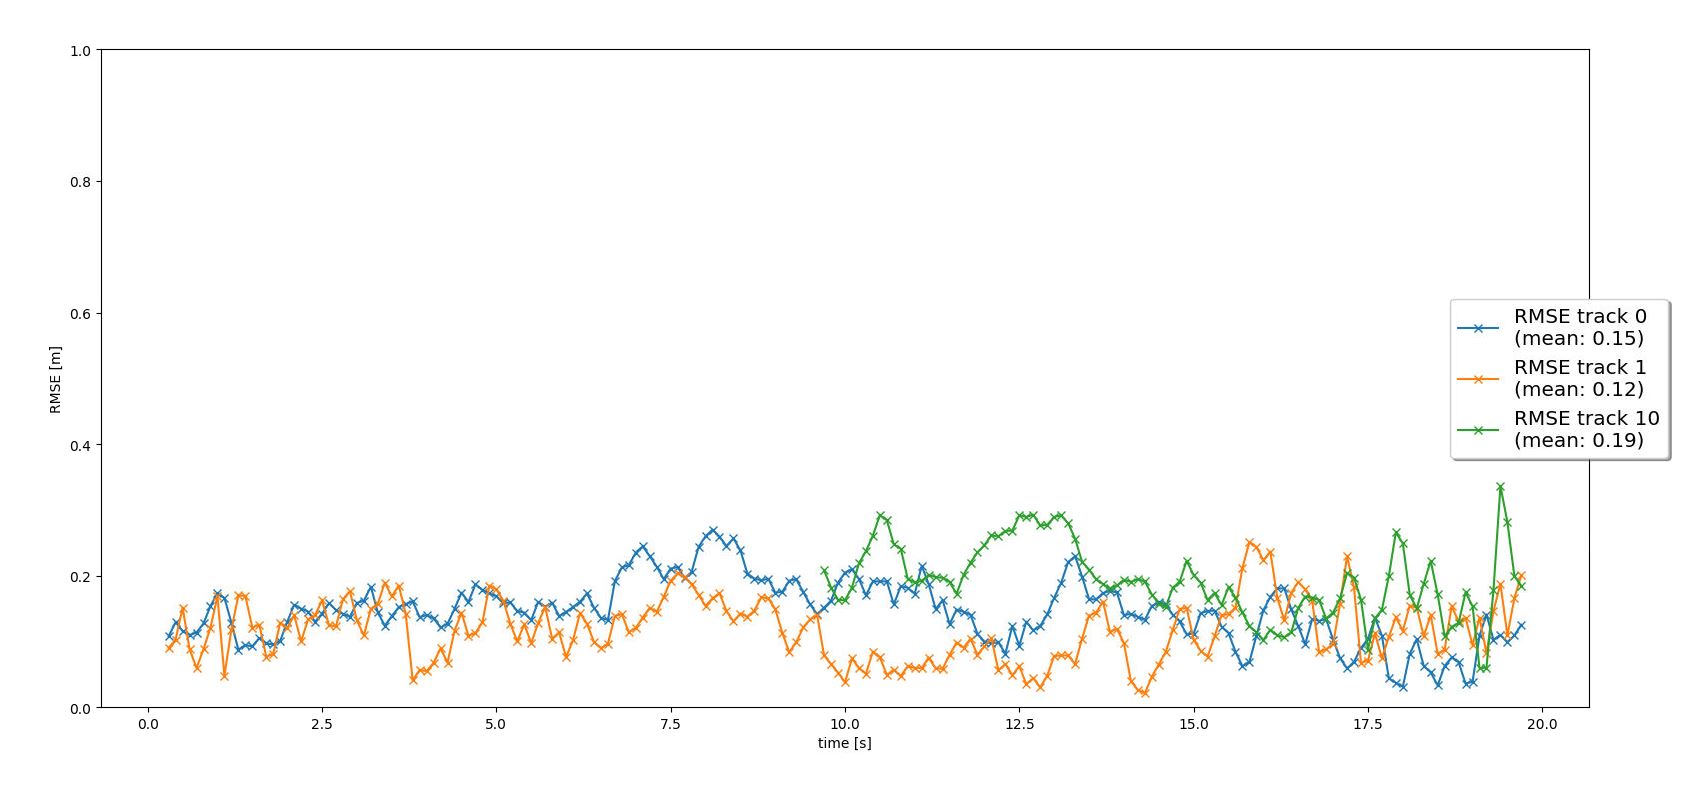 1.0
0.8
0.6
0.4
0.2
0.0
RMSE [m]
0.0 2.5 5.0 7.5 10.0 12.5 15.0 17.5 20.0
time [s]
RMSE track 0
(mean: 0.15)
RMSE track 1
(mean: 0.12)
RMSE track 10
(mean: 0.19)